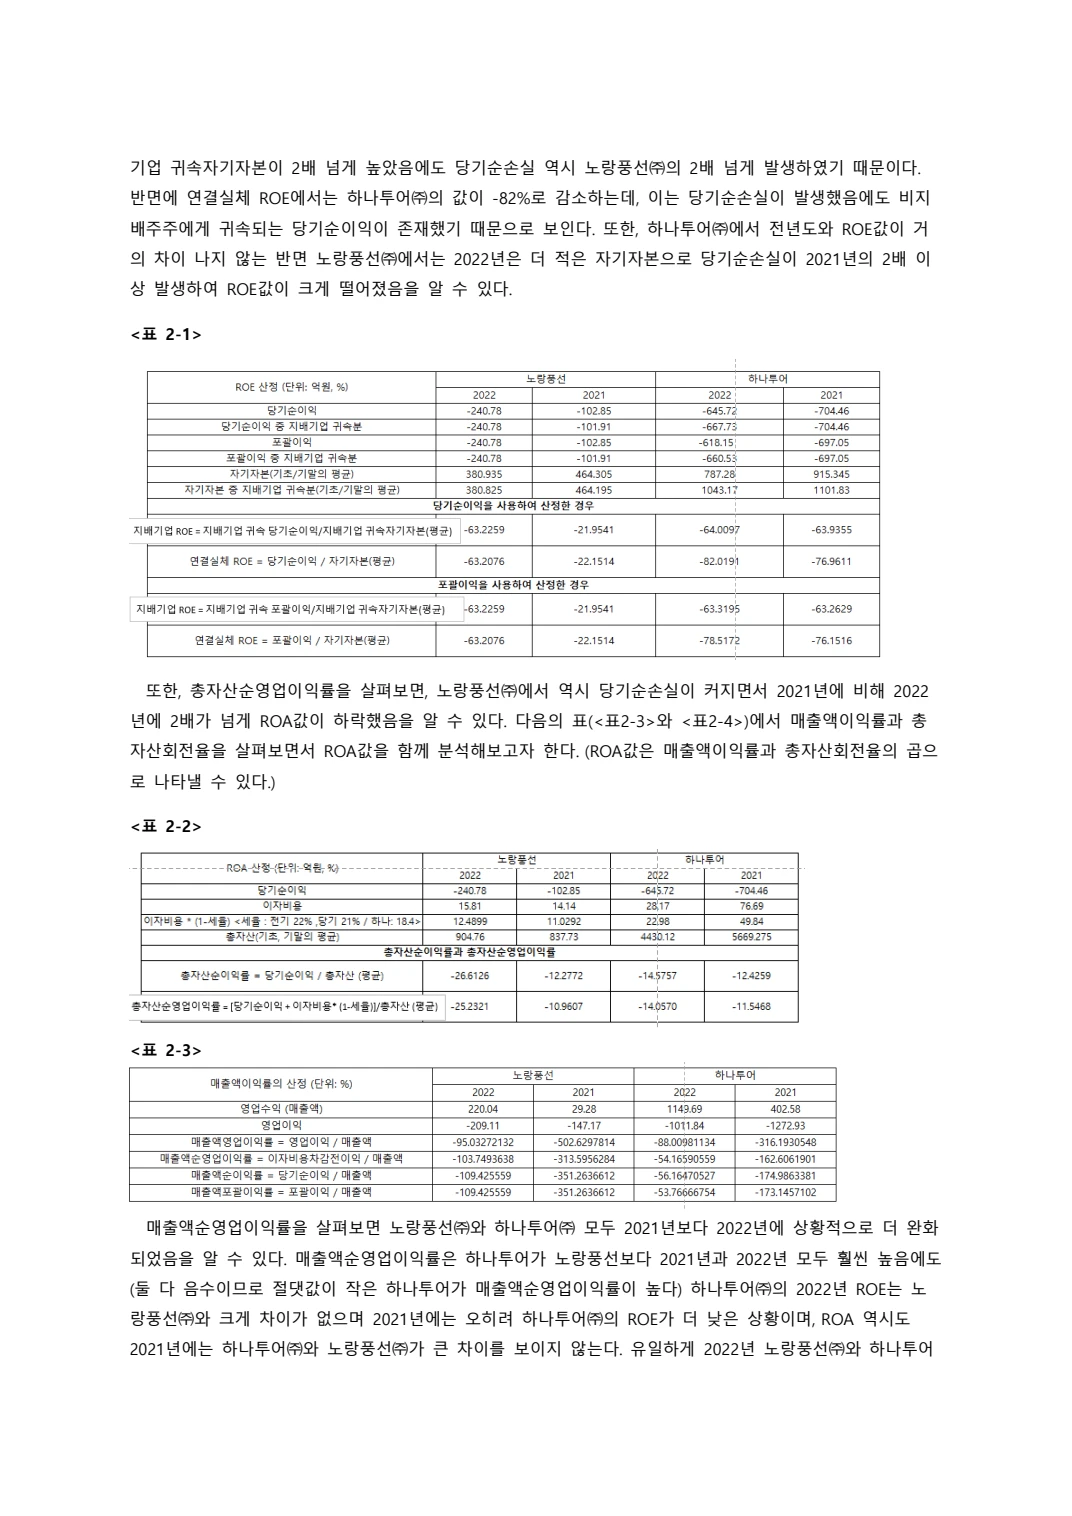 기업 귀속자기자본이 2배 넘게 높았음에도 당기순손실 역시 노랑풍선㈜의 2배 넘게 발생하였기 때문이다.
반면에 연결실체 ROE에서는 하나투어㈜의 값이 -82%로 감소하는데, 이는 당기순손실이 발생했음에도 비지
배주주에게 귀속되는 당기순이익이 존재했기 때문으로 보인다. 또한, 하나투어㈜에서 전년도와 ROE값이 거
의 차이 나지 않는 반면 노랑풍선㈜에서는 2022년은 더 적은 자기자본으로 당기순손실이 2021년의 2배 이
상 발생하여 ROE값이 크게 떨어졌음을 알 수 있다.
<표 2-1>
ROE 산정 (단위: 억원, %) 노랑풍선 하나투어
2022 2021 2022 2021
당기순이익 -240.78 -102.85 -645.72 -704.46
당기순이익 중 지배기업 귀속분 -240.78 -101.91 -667.73 -704.46
포괄이익 -240.78 -102.85 -618.15 -697.05
포괄이익 중 지배기업 귀속분 -240.78 -101.91 -660.53 -697.05
자기자본(기초/기말의 평균) 380.935 464.305 787.28 915.345
자기자본 중 지배기업 귀속분(기초/기말의 평균) 380.825 464.195 1043.17 1101.83
당기순이익을 사용하여 산정한 경우
지배기업 ROE = 지배기업 귀속 당기순이익/지배기업 귀속자기자본(평균) -63.2259 -21.9541 -64.0097 -63.9355
연결실체 ROE = 당기순이익 / 자기자본(평균) -63.2076 -22.1514 -82.0191 -76.9611
포괄이익을 사용하여 산정한 경우
지배기업 ROE = 지배기업 귀속 포괄이익/지배기업 귀속자기자본(평균) -63.2259 -21.9541 -63.3195 -63.2629
연결실체 ROE = 포괄이익 / 자기자본(평균) -63.2076 -22.1514 -78.5172 -76.1516
또한, 총자산순영업이익률을 살펴보면, 노랑풍선㈜에서 역시 당기순손실이 커지면서 2021년에 비해 2022
년에 2배가 넘게 ROA값이 하락했음을 알 수 있다. 다음의 표(<표2-3>와 <표2-4>)에서 매출액이익률과 총
자산회전율을 살펴보면서 ROA값을 함께 분석해보고자 한다. (ROA값은 매출액이익률과 총자산회전율의 곱으
로 나타낼 수 있다.)
<표 2-2>
ROA 산정 (단위: 억원, %) 노랑풍선 하나투어
2022 2021 2022 2021
당기순이익 -240.78 -102.85 -645.72 -704.46
이자비용 15.81 14.14 28.17 76.69
이자비용 * (1-세율) <세율 : 전기 22% ,당기 21% / 하나: 18.4> 12.4899 11.0292 22.98 49.84
총자산(기초, 기말의 평균) 904.76 837.73 4430.12 5669.275
총자산순이익률과 총자산순영업이익률
총자산순이익률 = 당기순이익 / 총자산 (평균) -26.6126 -12.2772 -14.5757 -12.4259
총자산순영업이익률 = [당기순이익 + 이자비용* (1-세율)]/총자산 (평균) -25.2321 -10.9607 -14.0570 -11.5468
<표 2-3>
매출액이익률의 산정 (단위: %) 노랑풍선 하나투어
2022 2021 2022 2021
영업수익 (매출액) 220.04 29.28 1149.69 402.58
영업이익 -209.11 -147.17 -1011.84 -1272.93
매출액영업이익률 = 영업이익 / 매출액 -95.03272132 -502.6297814 -88.00981134 -316.1930548
매출액순영업이익률 = 이자비용차감전이익 / 매출액 -103.7493638 -313.5956284 -54.16590559 -162.6061901
매출액순이익률 = 당기순이익 / 매출액 -109.425559 -351.2636612 -56.16470527 -174.9863381
매출액포괄이익률 = 포괄이익 / 매출액 -109.425559 -351.2636612 -53.76666754 -173.1457102
매출액순영업이익률을 살펴보면 노랑풍선㈜와 하나투어㈜ 모두 2021년보다 2022년에 상황적으로 더 완화
되었음을 알 수 있다. 매출액순영업이익률은 하나투어가 노랑풍선보다 2021년과 2022년 모두 훨씬 높음에도
(둘 다 음수이므로 절댓값이 작은 하나투어가 매출액순영업이익률이 높다) 하나투어㈜의 2022년 ROE는 노
랑풍선㈜와 크게 차이가 없으며 2021년에는 오히려 하나투어㈜의 ROE가 더 낮은 상황이며, ROA 역시도
2021년에는 하나투어㈜와 노랑풍선㈜가 큰 차이를 보이지 않는다. 유일하게 2022년 노랑풍선㈜와 하나투어